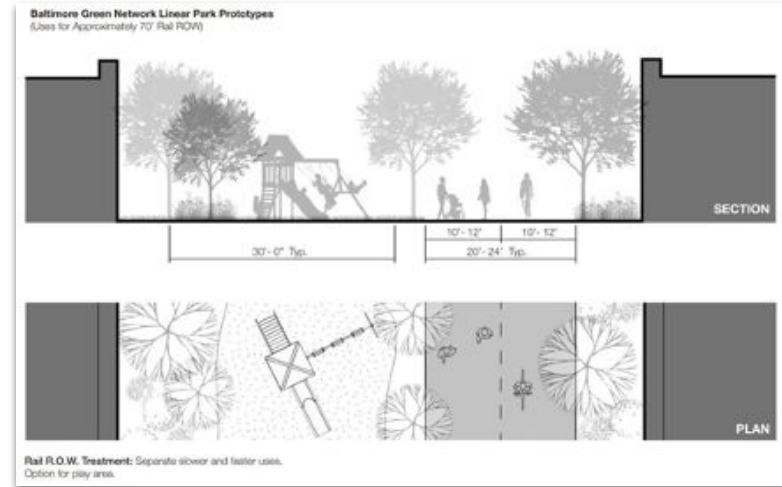 Baltimore Green Network Linear Park Prototypes
(Uses for Approximately 70' Rail ROW)
SECTION
10'- 12' 10'- 12'
30'- 0" Typ. 20'- 24' Typ.
PLAN
Rail R.O.W. Treatment: Separate slower and faster uses.
Option for play area.